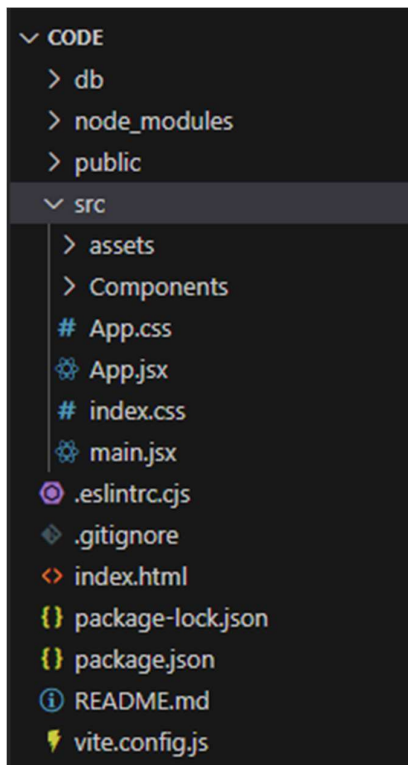 CODE
db
node_modules
public
src
assets
Components
# App.css
App.jsx
# index.css
main.jsx
.eslintrc.cjs
.gitignore
<> index.html
{} package-lock.json
{} package.json
README.md
vite.config.js